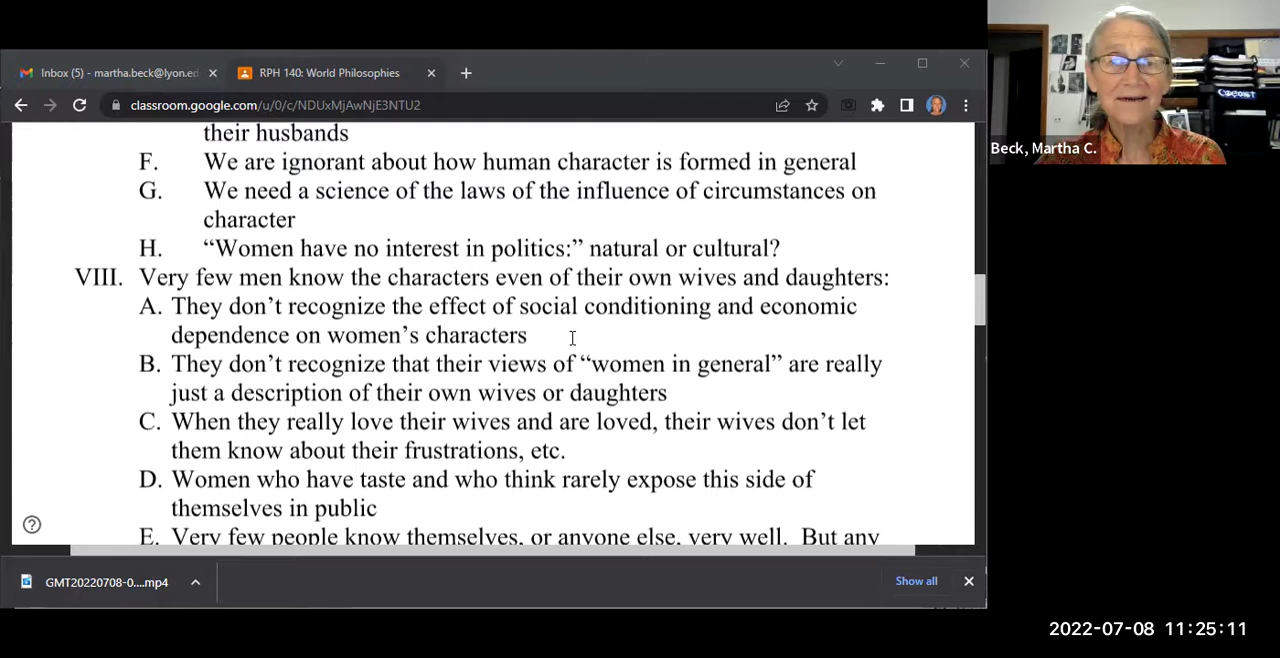 Inbox (5) - martha.beck@lyon.ed
RPH 140: World Philosophies
classroom.google.com/u/0/c/NDUxMjAwNjE3NTU2
their husbands
F. We are ignorant about how human character is formed in general
G. We need a science of the laws of the influence of circumstances on
character
H. “Women have no interest in politics:” natural or cultural?
VIII. Very few men know the characters even of their own wives and daughters:
A. They don’t recognize the effect of social conditioning and economic
dependence on women’s characters
B. They don’t recognize that their views of “women in general” are really
just a description of their own wives or daughters
C. When they really love their wives and are loved, their wives don’t let
them know about their frustrations, etc.
D. Women who have taste and who think rarely expose this side of
themselves in public
E. Very few people know themselves, or anyone else, very well. But any
GMT20220708-0....mp4
Show all
COEXIST
Beck, Martha C.
2022-07-08 11:25:11